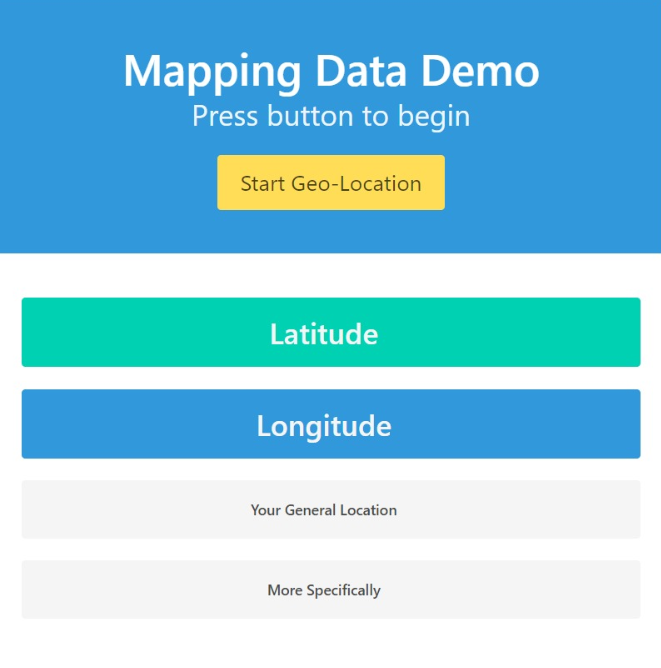 Mapping Data Demo
Press button to begin
Start Geo-Location
Latitude
Longitude
Your General Location
More Specifically